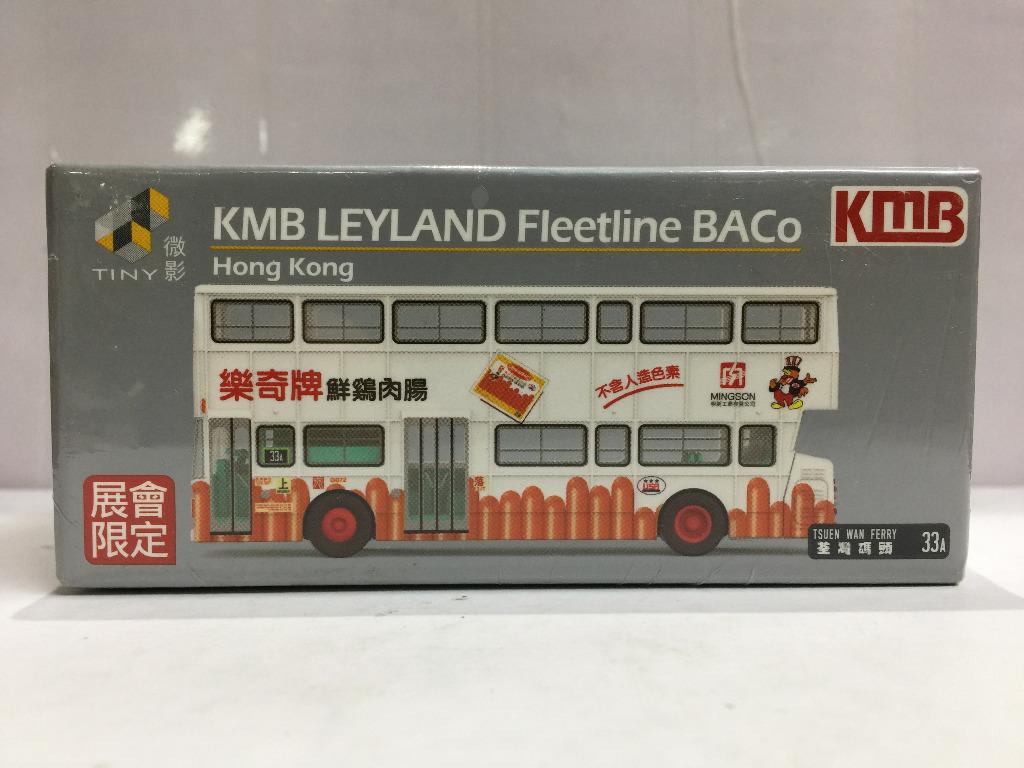 TINY 微影
KMB LEYLAND Fleetline BACo
Hong Kong
KMB
樂奇牌 鮮鷄肉腸
不含人造色素
MINGSON
33A
上
落
USA
展會
限定
TSUEN WAN FERRY
荃灣碼頭 33A